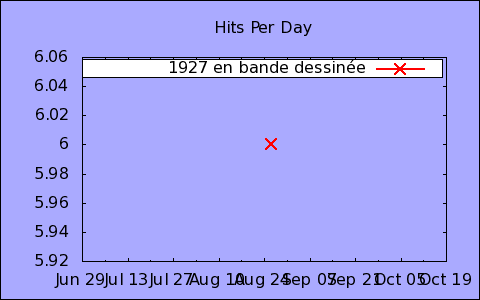 Hits Per Day
1927 en bande dessinée
6.06
6.04
6.02
6
5.98
5.96
5.94
5.92
Jun 29 Jul 13 Jul 27 Aug 10 Aug 24 Sep 07 Sep 21 Oct 05 Oct 19